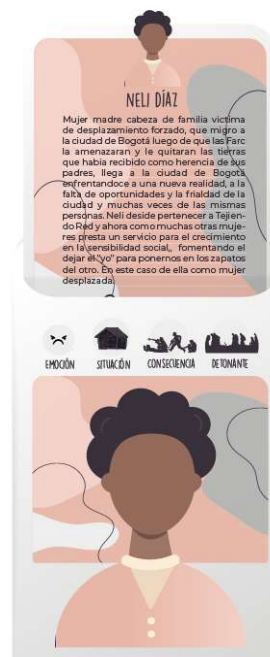 NELI DÍAZ
Mujer madre cabeza de familia victima
de desplazamiento forzado, que migro a
la ciudad de Bogotá luego de que las Farc
la amenazaran y le quitaran las tierras
que habia recibido como herencia de sus
padres, llega a la ciudad de Bogotá
enfrentandoce a una nueva realidad, a la
falta de oportunidades y la frialdad de la
ciudad y muchas veces de las mismas
personas. Neli deside pertenecer a Tejien-
do Red y ahora como muchas otras muje-
res presta un servicio para el crecimiento
en la sensibilidad social,, fomentando el
dejar el "yo" para ponernos en los zapatos
del otro. En este caso de ella como mujer
desplazada.
EMOCIÓN SITUACIÓN CONSECUENCIA DETONANTE